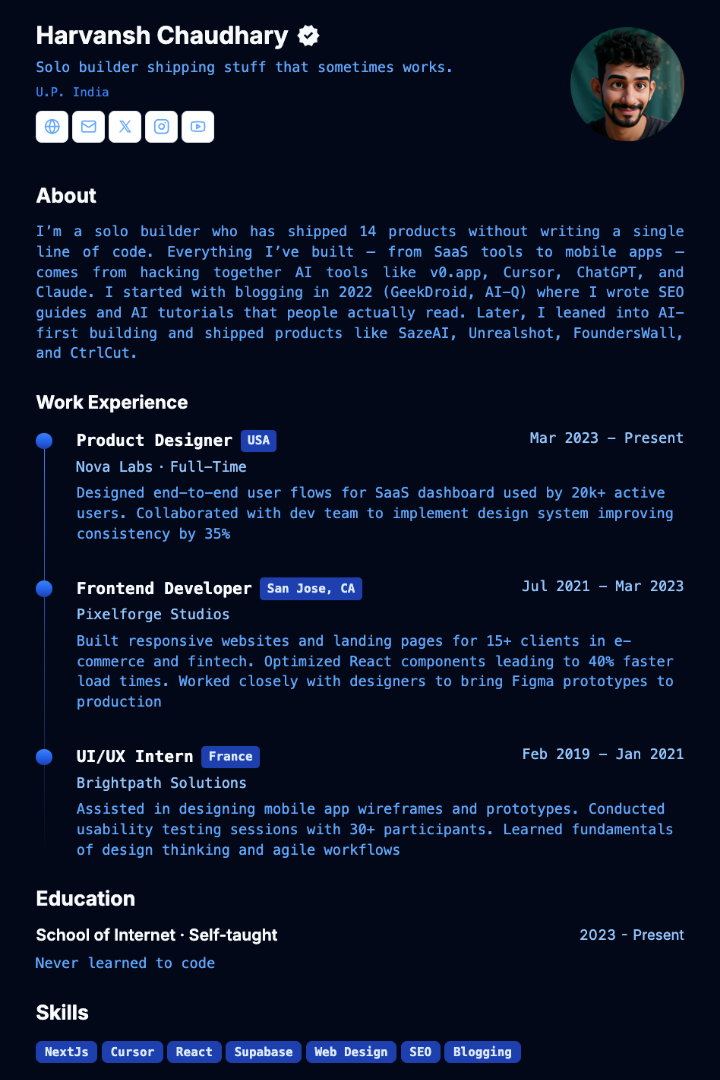 Harvansh Chaudhary
Solo builder shipping stuff that sometimes works.
U.P. India
About
I’m a solo builder who has shipped 14 products without writing a single
line of code. Everything I’ve built — from SaaS tools to mobile apps —
comes from hacking together AI tools like v0.app, Cursor, ChatGPT, and
Claude. I started with blogging in 2022 (GeekDroid, AI-Q) where I wrote SEO
guides and AI tutorials that people actually read. Later, I leaned into AI-
first building and shipped products like SazeAI, Unrealshot, FoundersWall,
and CtrlCut.
Work Experience
Product Designer USA Mar 2023 – Present
Nova Labs · Full-Time
Designed end-to-end user flows for SaaS dashboard used by 20k+ active
users. Collaborated with dev team to implement design system improving
consistency by 35%
Frontend Developer San Jose, CA Jul 2021 – Mar 2023
Pixelforge Studios
Built responsive websites and landing pages for 15+ clients in e-
commerce and fintech. Optimized React components leading to 40% faster
load times. Worked closely with designers to bring Figma prototypes to
production
UI/UX Intern France Feb 2019 – Jan 2021
Brightpath Solutions
Assisted in designing mobile app wireframes and prototypes. Conducted
usability testing sessions with 30+ participants. Learned fundamentals
of design thinking and agile workflows
Education
School of Internet · Self-taught 2023 - Present
Never learned to code
Skills
NextJs Cursor React Supabase Web Design SEO Blogging